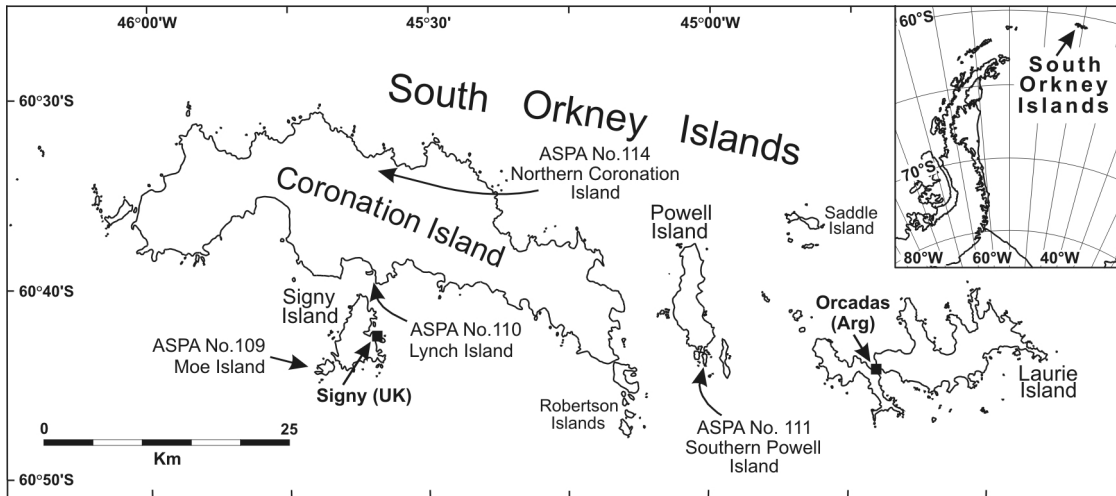 46°00'W
45°30'W
45°00'W
60°S
South
Orkney
Islands
70°S
80°W
60°W
40°W
60°30'S
South Orkney Islands
ASPA No.114
Northern Coronation
Island
Coronation Island
Powell
Island
Saddle
Island
60°40'S
Signy
Island
ASPA No.110
Lynch Island
Orcadas
(Arg)
ASPA No.109
Moe Island
Signy (UK)
Laurie
Island
Robertson
Islands
ASPA No. 111
Southern Powell
Island
0 25
Km
60°50'S